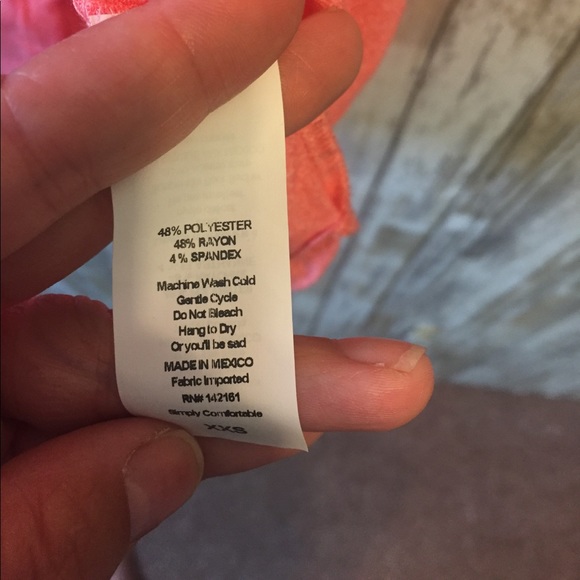 48% POLYESTER
48% RAYON
4% SPANDEX
Machine Wash Cold
Gentle Cycle
Do Not Bleach
Hang to Dry
Or you'll be sad
MADE IN MEXICO
Fabric Imported
RN# 142161
Simply Comfortable
XXS